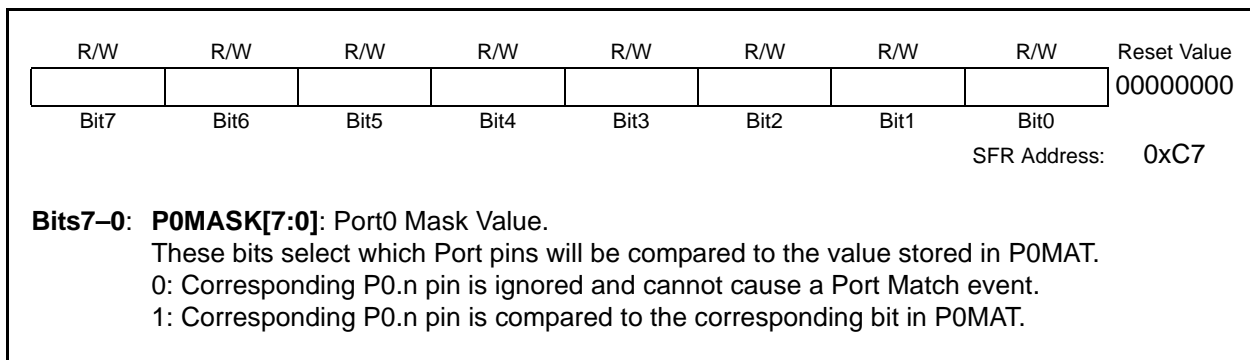 R/W R/W R/W R/W R/W R/W R/W R/W Reset Value
00000000
Bit7 Bit6 Bit5 Bit4 Bit3 Bit2 Bit1 Bit0
SFR Address: 0xC7
Bits7–0: P0MASK[7:0]: Port0 Mask Value.
These bits select which Port pins will be compared to the value stored in P0MAT.
0: Corresponding P0.n pin is ignored and cannot cause a Port Match event.
1: Corresponding P0.n pin is compared to the corresponding bit in P0MAT.